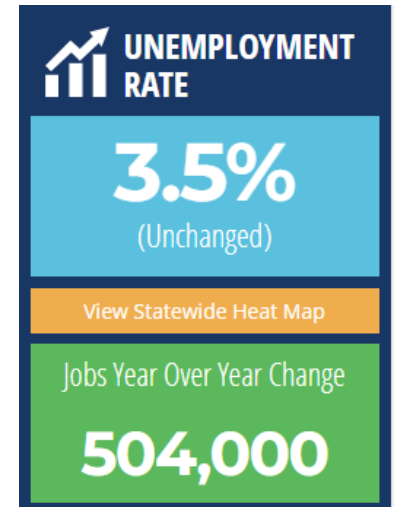 UNEMPLOYMENT
RATE
3.5%
(Unchanged)
View Statewide Heat Map
Jobs Year Over Year Change
504,000